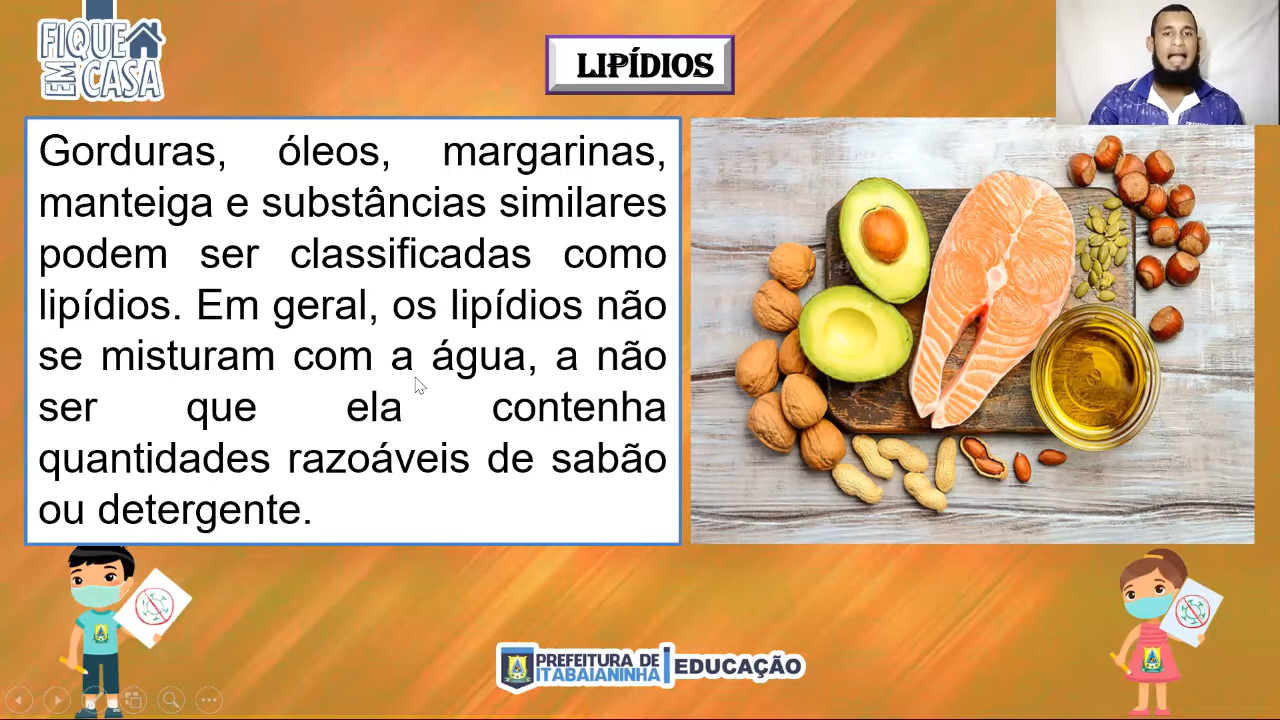 FIQUE
EM CASA
LIPÍDIOS
Gorduras, óleos, margarinas,
manteiga e substâncias similares
podem ser classificadas como
lipídios. Em geral, os lipídios não
se misturam com a água, a não
ser que ela contenha
quantidades razoáveis de sabão
ou detergente.
PREFEITURA DE
ITABAIANINHA
EDUCAÇÃO